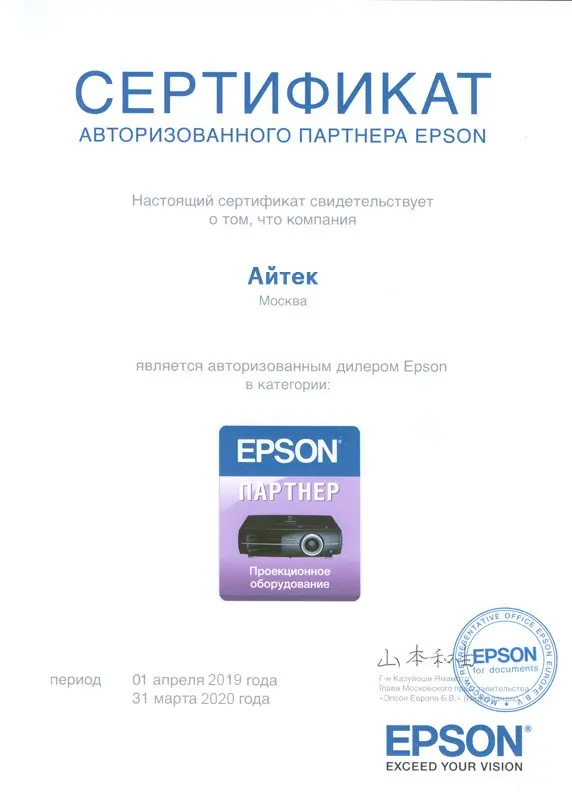 СЕРТИФИКАТ
АВТОРИЗОВАННОГО ПАРТНЕРА EPSON
Настоящий сертификат свидетельствует
о том, что компания
Айтек
Москва
является авторизованным дилером Epson
в категории:
EPSON®
ПАРТНЕР
Проекционное
оборудование
山本和
MOSCOW REPRESENTATIVE OFFICE EPSON EUROPE B.V.
EPSON
for documents
Г-н Казуйоши
Глава Московского представительства
«Эпсон Европа Б.В.»
период
01 апреля 2019 года
31 марта 2020 года
EPSON®
EXCEED YOUR VISION